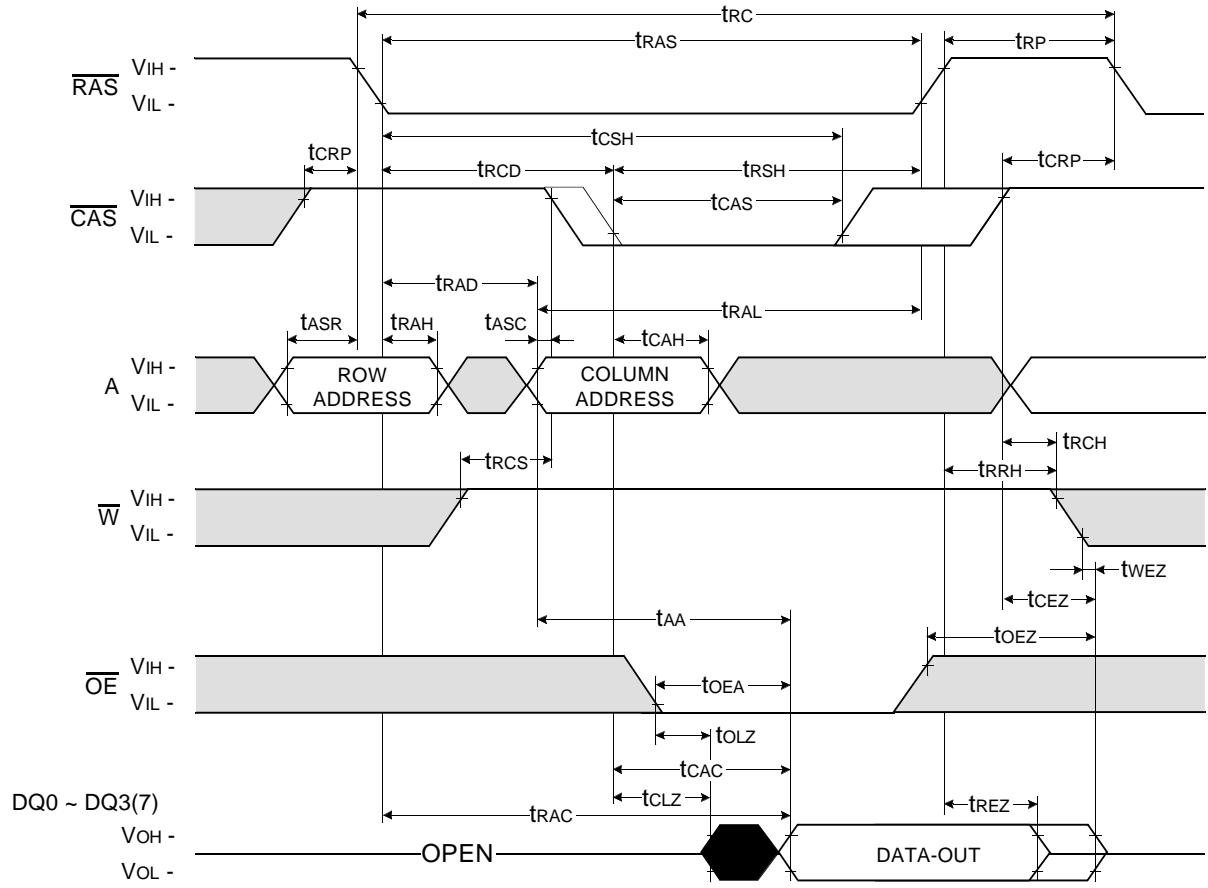 tRC
tRAS
tRP
RAS
VIH -
VIL -
tCSH
tCRP
tRCD
tRSH
tCRP
CAS
VIH -
VIL -
tCAS
tRAD
tRAL
tASR
tRAH
tASC
tCAH
A
VIH -
VIL -
ROW
ADDRESS
COLUMN
ADDRESS
tRCH
tRCS
tRRH
W
VIH -
VIL -
tWEZ
tCEZ
tAA
tOEZ
OE
VIH -
VIL -
tOEA
tOLZ
tCAC
DQ0 ~ DQ3(7)
tCLZ
tREZ
tRAC
VOH -
VOL -
OPEN
DATA-OUT